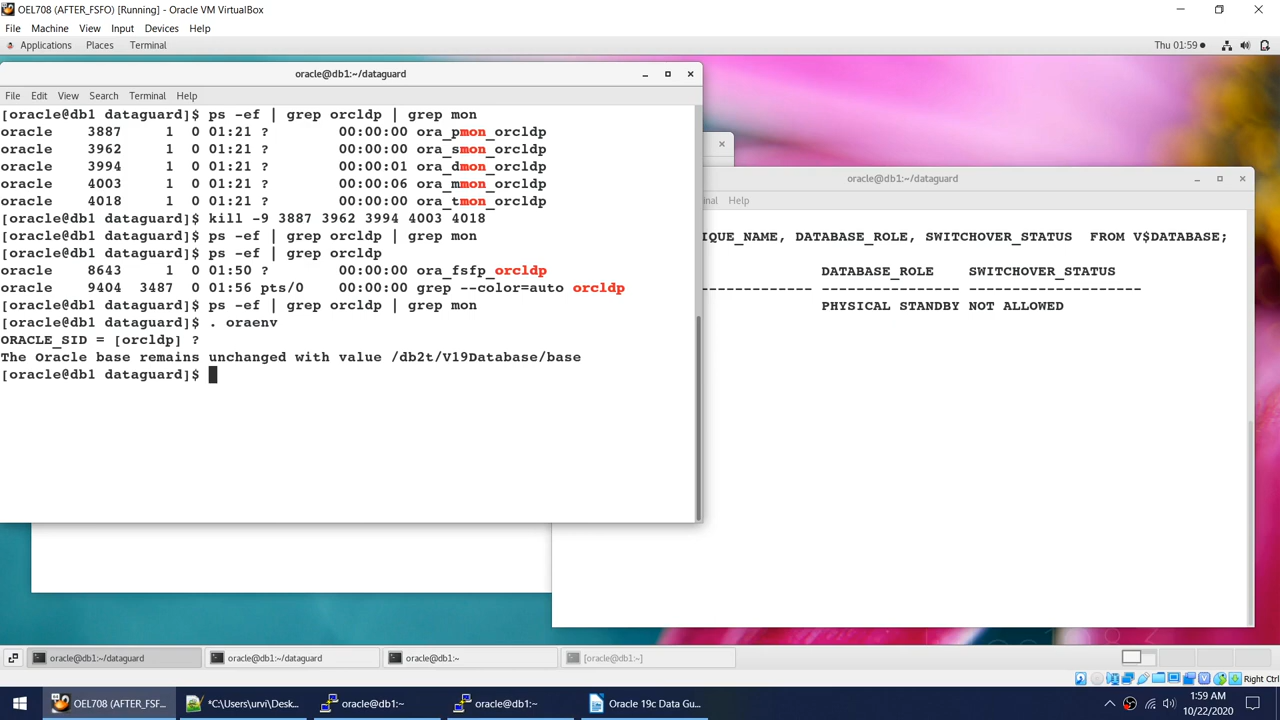 OEL708 (AFTER_FSFO) [Running] - Oracle VM VirtualBox
File Machine View Input Devices Help
Applications Places Terminal Thu 01:59
oracle@db1:~/dataguard
File Edit View Search Terminal Help
[oracle@db1 dataguard]$ ps -ef | grep orcldp | grep mon
oracle 3887 1 0 01:21 ? 00:00:00 ora_pmon_orcldp
oracle 3962 1 0 01:21 ? 00:00:00 ora_smon_orcldp
oracle 3994 1 0 01:21 ? 00:00:01 ora_dmon_orcldp
oracle 4003 1 0 01:21 ? 00:00:06 ora_mmon_orcldp
oracle 4018 1 0 01:21 ? 00:00:00 ora_tmon_orcldp
[oracle@db1 dataguard]$ kill -9 3887 3962 3994 4003 4018
[oracle@db1 dataguard]$ ps -ef | grep orcldp | grep mon
[oracle@db1 dataguard]$ ps -ef | grep orcldp
oracle 8643 1 0 01:50 ? 00:00:00 ora_fsfp_orcldp
oracle 9404 3487 0 01:56 pts/0 00:00:00 grep --color=auto orcldp
[oracle@db1 dataguard]$ ps -ef | grep orcldp | grep mon
[oracle@db1 dataguard]$ . oraenv
ORACLE_SID = [orcldp] ?
The Oracle base remains unchanged with value /db2t/V19Database/base
[oracle@db1 dataguard]$
oracle@db1:~/dataguard
nal Help
IQUE_NAME, DATABASE_ROLE, SWITCHOVER_STATUS FROM V$DATABASE;
DATABASE_ROLE SWITCHOVER_STATUS
------------- ---------------- --------------------
PHYSICAL STANDBY NOT ALLOWED
oracle@db1:~/dataguard oracle@db1:~/dataguard oracle@db1:~ [oracle@db1:~]
Right Ctrl
OEL708 (AFTER_FSF... *C:\Users\urvi\Desk... oracle@db1:~ oracle@db1:~ Oracle 19c Data Gu...
1:59 AM
10/22/2020